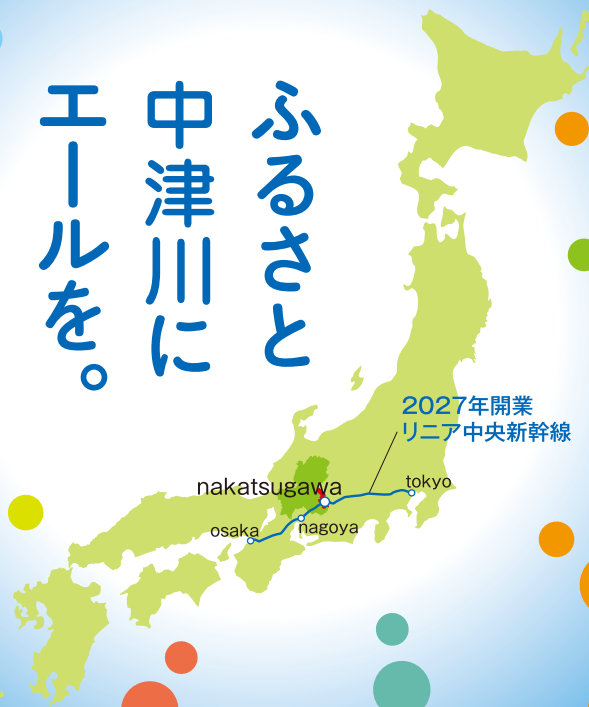 ふるさと
中津川に
エールを。
2027年開業
リニア中央新幹線
nakatsugawa
tokyo
osaka
nagoya